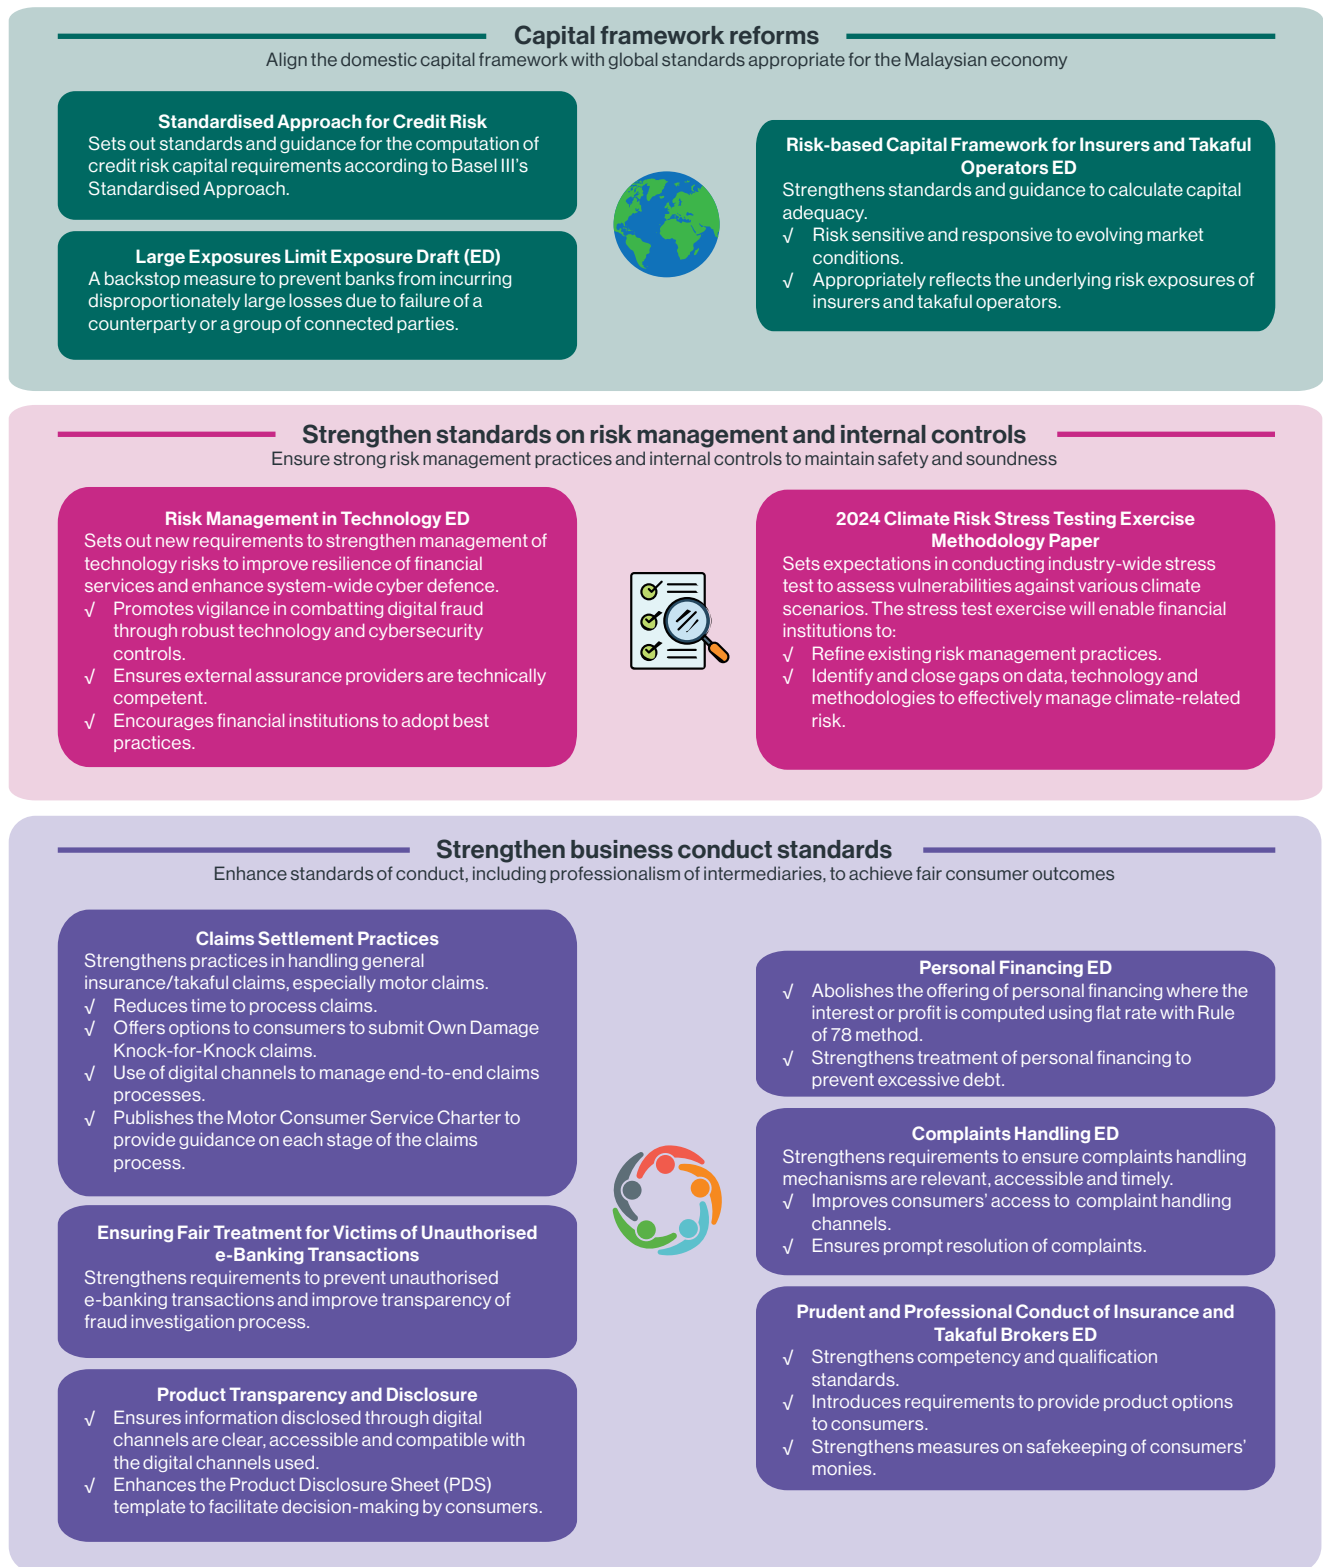 Capital framework reforms
Align the domestic capital framework with global standards appropriate for the Malaysian economy
Standardised Approach for Credit Risk
Sets out standards and guidance for the computation of
credit risk capital requirements according to Basel III's
Standardised Approach.
Large Exposures Limit Exposure Draft (ED)
A backstop measure to prevent banks from incurring
disproportionately large losses due to failure of a
counterparty or a group of connected parties.
Risk-based Capital Framework for Insurers and Takaful
Operators ED
Strengthens standards and guidance to calculate capital
adequacy.
√ Risk sensitive and responsive to evolving market
conditions.
√ Appropriately reflects the underlying risk exposures of
insurers and takaful operators.
Strengthen standards on risk management and internal controls
Ensure strong risk management practices and internal controls to maintain safety and soundness
Risk Management in Technology ED
Sets out new requirements to strengthen management of
technology risks to improve resilience of financial
services and enhance system-wide cyber defence.
√ Promotes vigilance in combatting digital fraud
through robust technology and cybersecurity
controls.
√ Ensures external assurance providers are technically
competent.
√ Encourages financial institutions to adopt best
practices.
2024 Climate Risk Stress Testing Exercise
Methodology Paper
Sets expectations in conducting industry-wide stress
test to assess vulnerabilities against various climate
scenarios. The stress test exercise will enable financial
institutions to:
√ Refine existing risk management practices.
√ Identify and close gaps on data, technology and
methodologies to effectively manage climate-related
risk.
Strengthen business conduct standards
Enhance standards of conduct, including professionalism of intermediaries, to achieve fair consumer outcomes
Claims Settlement Practices
Strengthens practices in handling general
insurance/takaful claims, especially motor claims.
√ Reduces time to process claims.
√ Offers options to consumers to submit Own Damage
Knock-for-Knock claims.
√ Use of digital channels to manage end-to-end claims
processes.
√ Publishes the Motor Consumer Service Charter to
provide guidance on each stage of the claims
process.
Ensuring Fair Treatment for Victims of Unauthorised
e-Banking Transactions
Strengthens requirements to prevent unauthorised
e-banking transactions and improve transparency of
fraud investigation process.
Product Transparency and Disclosure
√ Ensures information disclosed through digital
channels are clear, accessible and compatible with
the digital channels used.
√ Enhances the Product Disclosure Sheet (PDS)
template to facilitate decision-making by consumers.
Personal Financing ED
√ Abolishes the offering of personal financing where the
interest or profit is computed using flat rate with Rule
of 78 method.
√ Strengthens treatment of personal financing to
prevent excessive debt.
Complaints Handling ED
Strengthens requirements to ensure complaints handling
mechanisms are relevant, accessible and timely.
√ Improves consumers' access to complaint handling
channels.
√ Ensures prompt resolution of complaints.
Prudent and Professional Conduct of Insurance and
Takaful Brokers ED
√ Strengthens competency and qualification
standards.
√ Introduces requirements to provide product options
to consumers.
√ Strengthens measures on safekeeping of consumers'
monies.